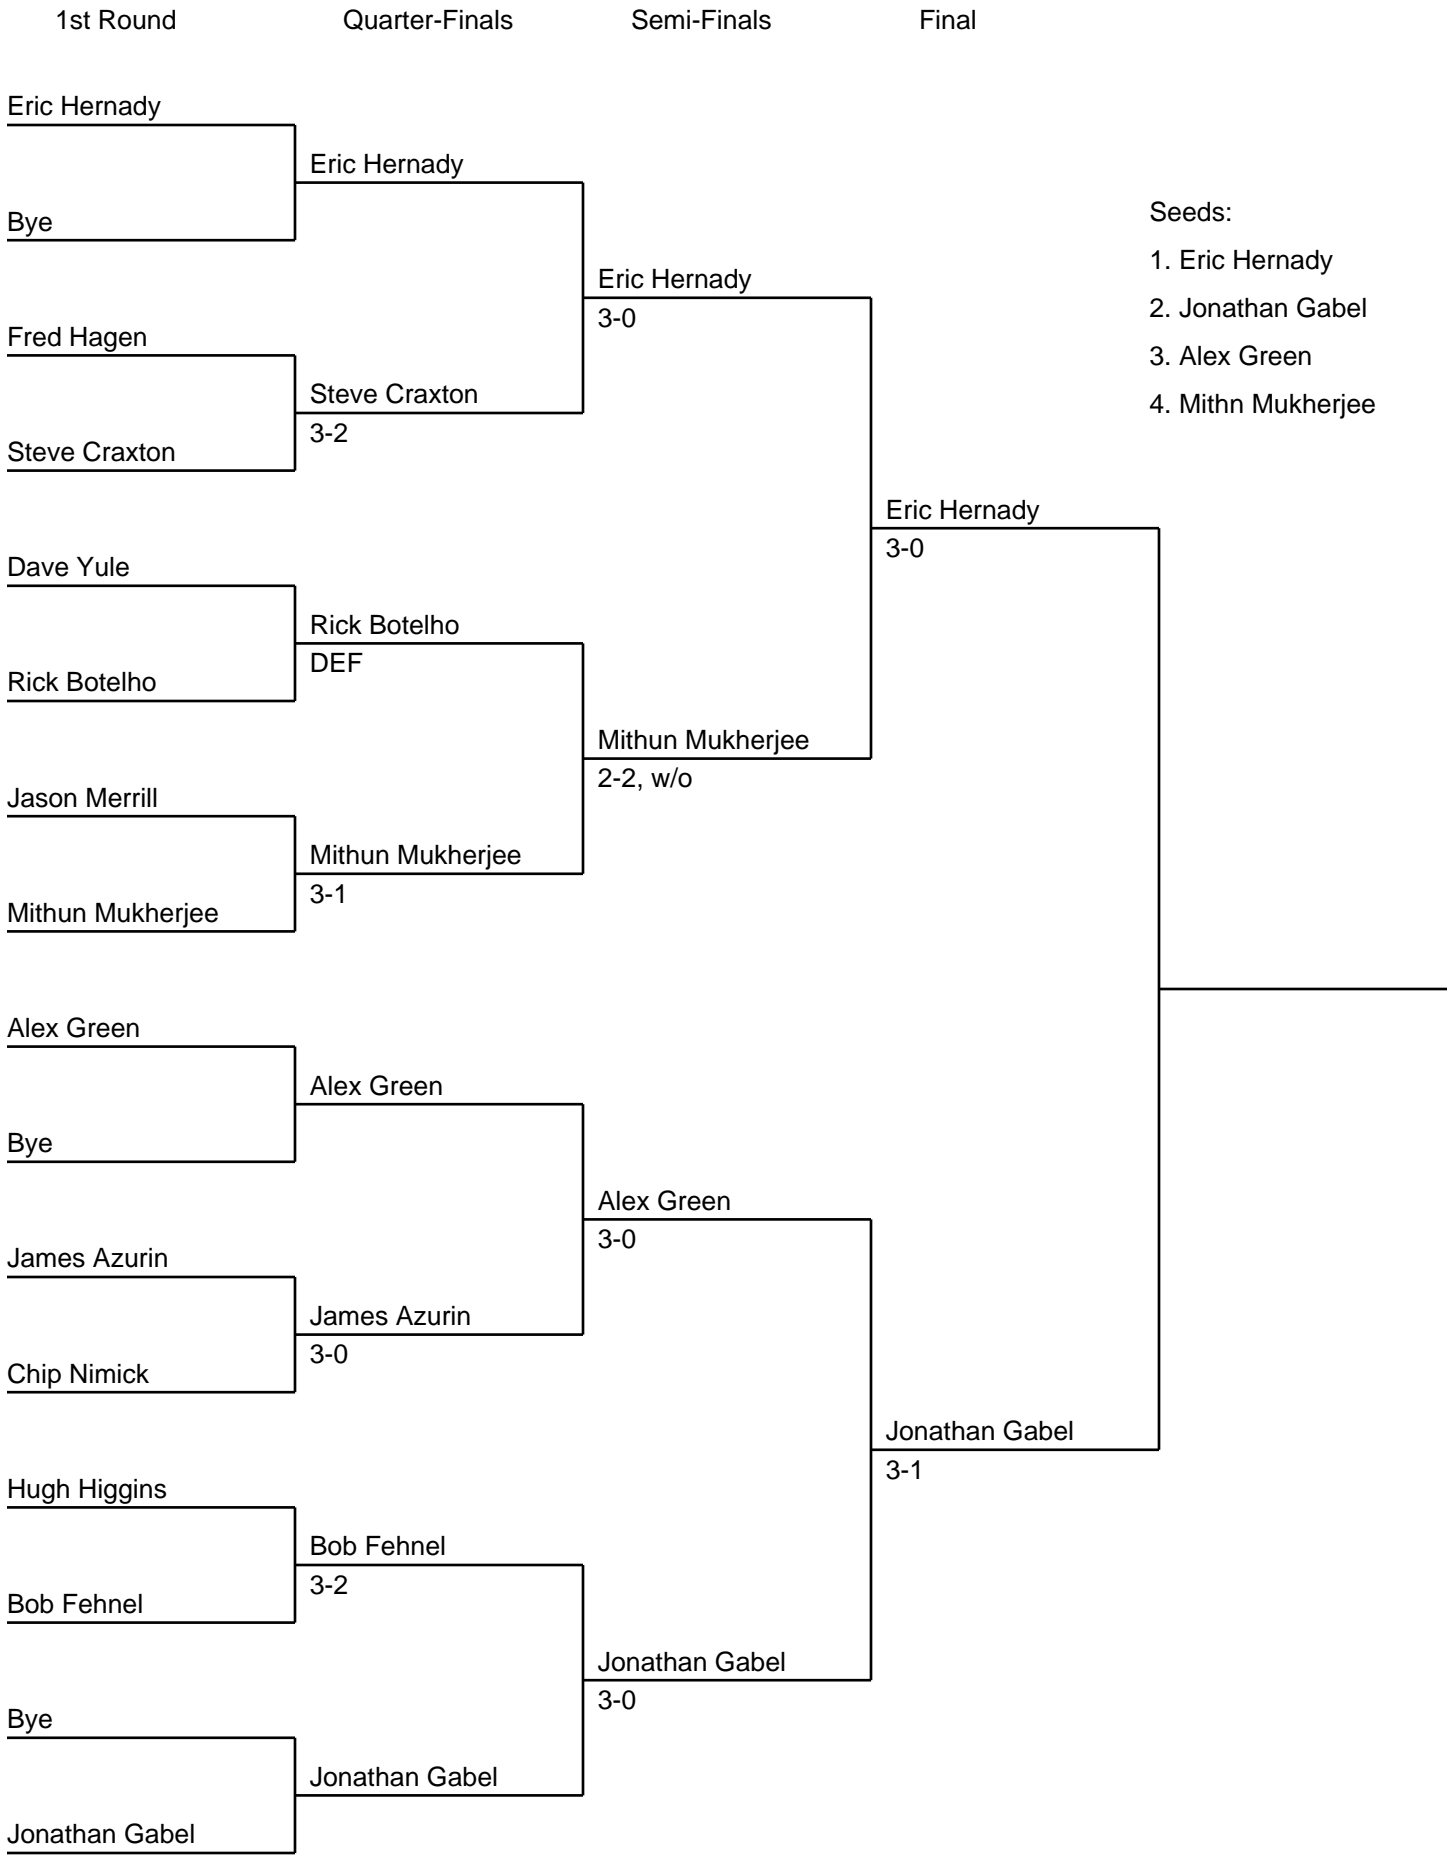 1st Round Quarter-Finals Semi-Finals Final
Eric Hernady
Eric Hernady
Bye
Seeds:
1. Eric Hernady
2. Jonathan Gabel
3. Alex Green
4. Mithn Mukherjee
Eric Hernady
3-0
Fred Hagen
Steve Craxton
3-2
Steve Craxton
Eric Hernady
3-0
Dave Yule
Rick Botelho
DEF
Rick Botelho
Mithun Mukherjee
2-2, w/o
Jason Merrill
Mithun Mukherjee
3-1
Mithun Mukherjee
Alex Green
Alex Green
Bye
Alex Green
3-0
James Azurin
James Azurin
3-0
Chip Nimick
Jonathan Gabel
3-1
Hugh Higgins
Bob Fehnel
3-2
Bob Fehnel
Jonathan Gabel
3-0
Bye
Jonathan Gabel
Jonathan Gabel